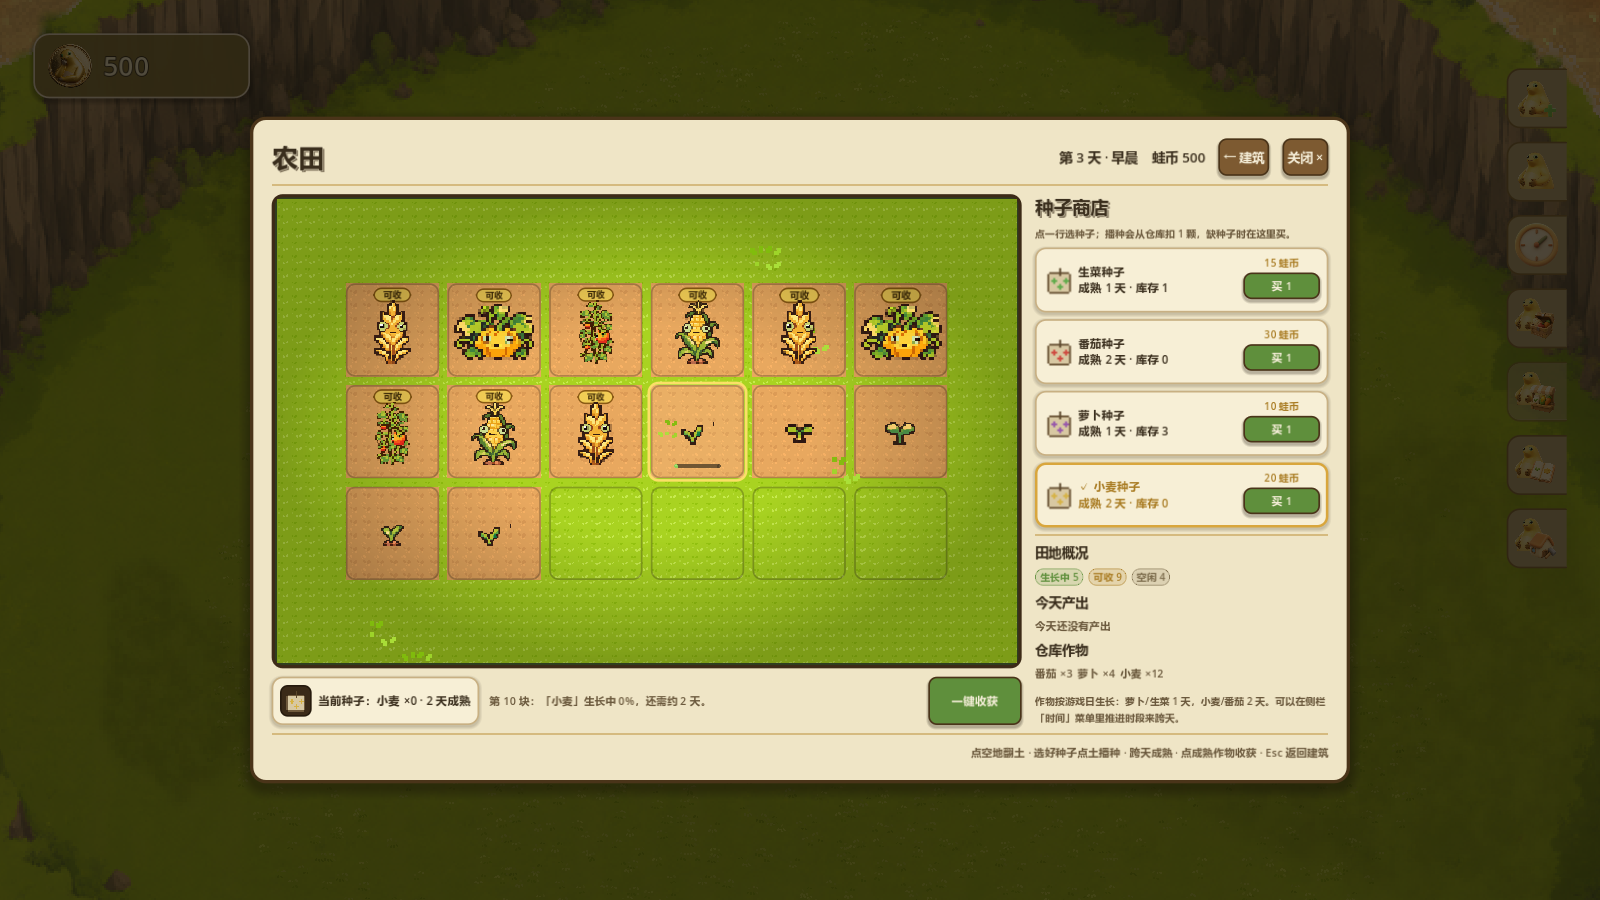 500
农田
第 3 天 · 早晨 蛙币 500
← 建筑
关闭 ×
可收
可收
可收
可收
可收
可收
可收
可收
可收
种子商店
点一行选种子；播种会从仓库扣 1 颗，缺种子时在这里买。
生菜种子
成熟 1 天 · 库存 1
15 蛙币
买 1
番茄种子
成熟 2 天 · 库存 0
30 蛙币
买 1
萝卜种子
成熟 1 天 · 库存 3
10 蛙币
买 1
✓ 小麦种子
成熟 2 天 · 库存 0
20 蛙币
买 1
田地概况
生长中 5
可收 9
空闲 4
今天产出
今天还没有产出
仓库作物
番茄 ×3 萝卜 ×4 小麦 ×12
作物按游戏日生长：萝卜/生菜 1 天，小麦/番茄 2 天。可以在侧栏
「时间」菜单里推进时段来跨天。
当前种子：小麦 ×0 · 2 天成熟
第 10 块：「小麦」生长中 0%，还需约 2 天。
一键收获
点空地翻土 · 选好种子点土播种 · 跨天成熟 · 点成熟作物收获 · Esc 返回建筑